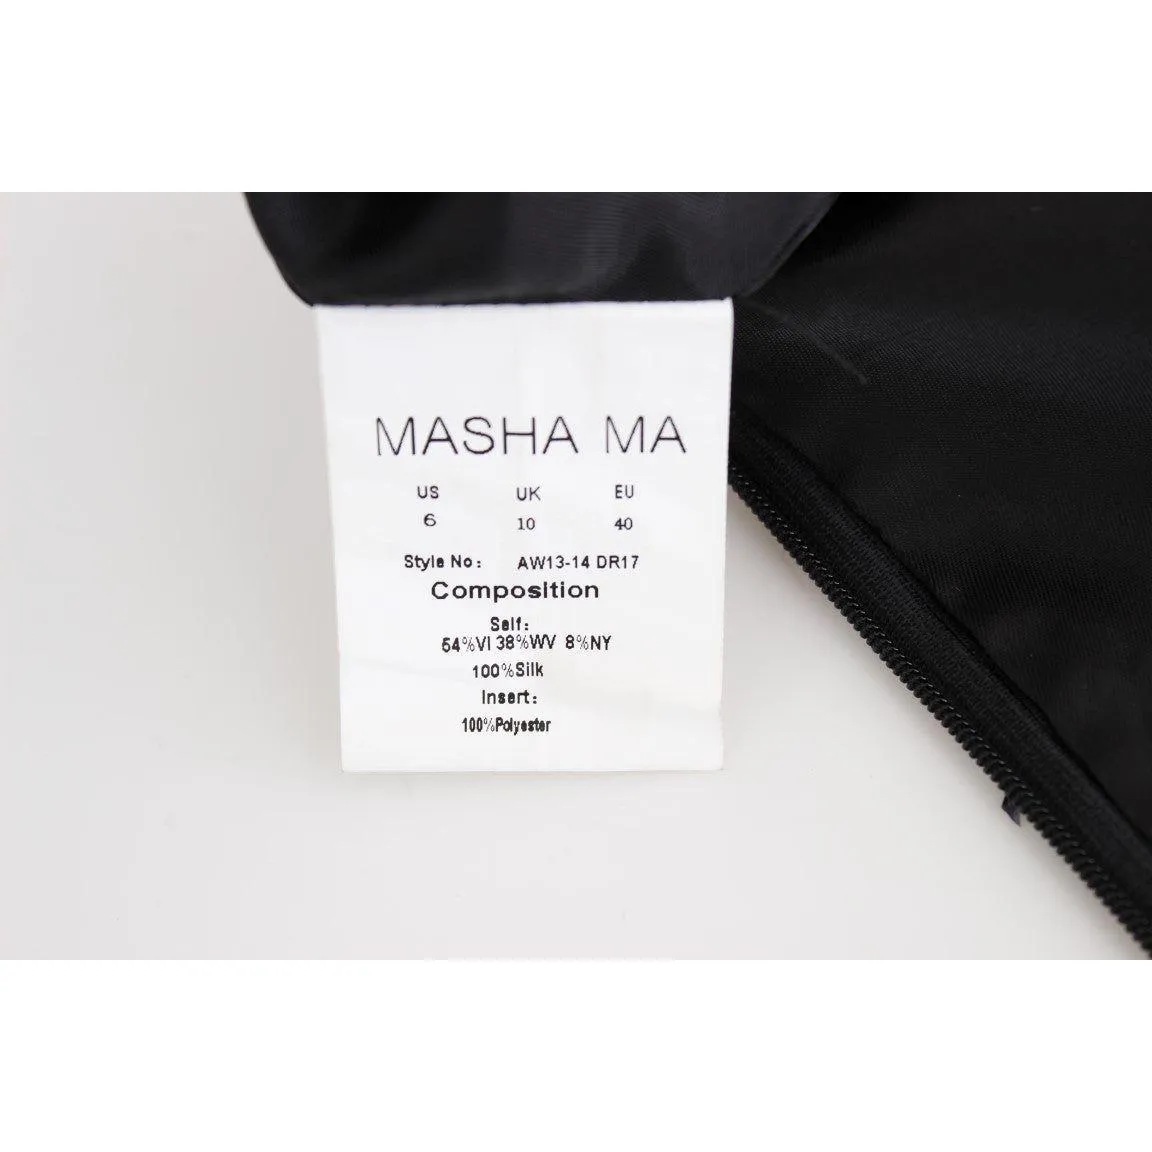 MASHA MA
US UK EU
6 10 40
Style No: AW13-14 DR17
Composition
Self:
54%VI 38%WV 8%NY
100%Silk
Insert:
100%Polyester